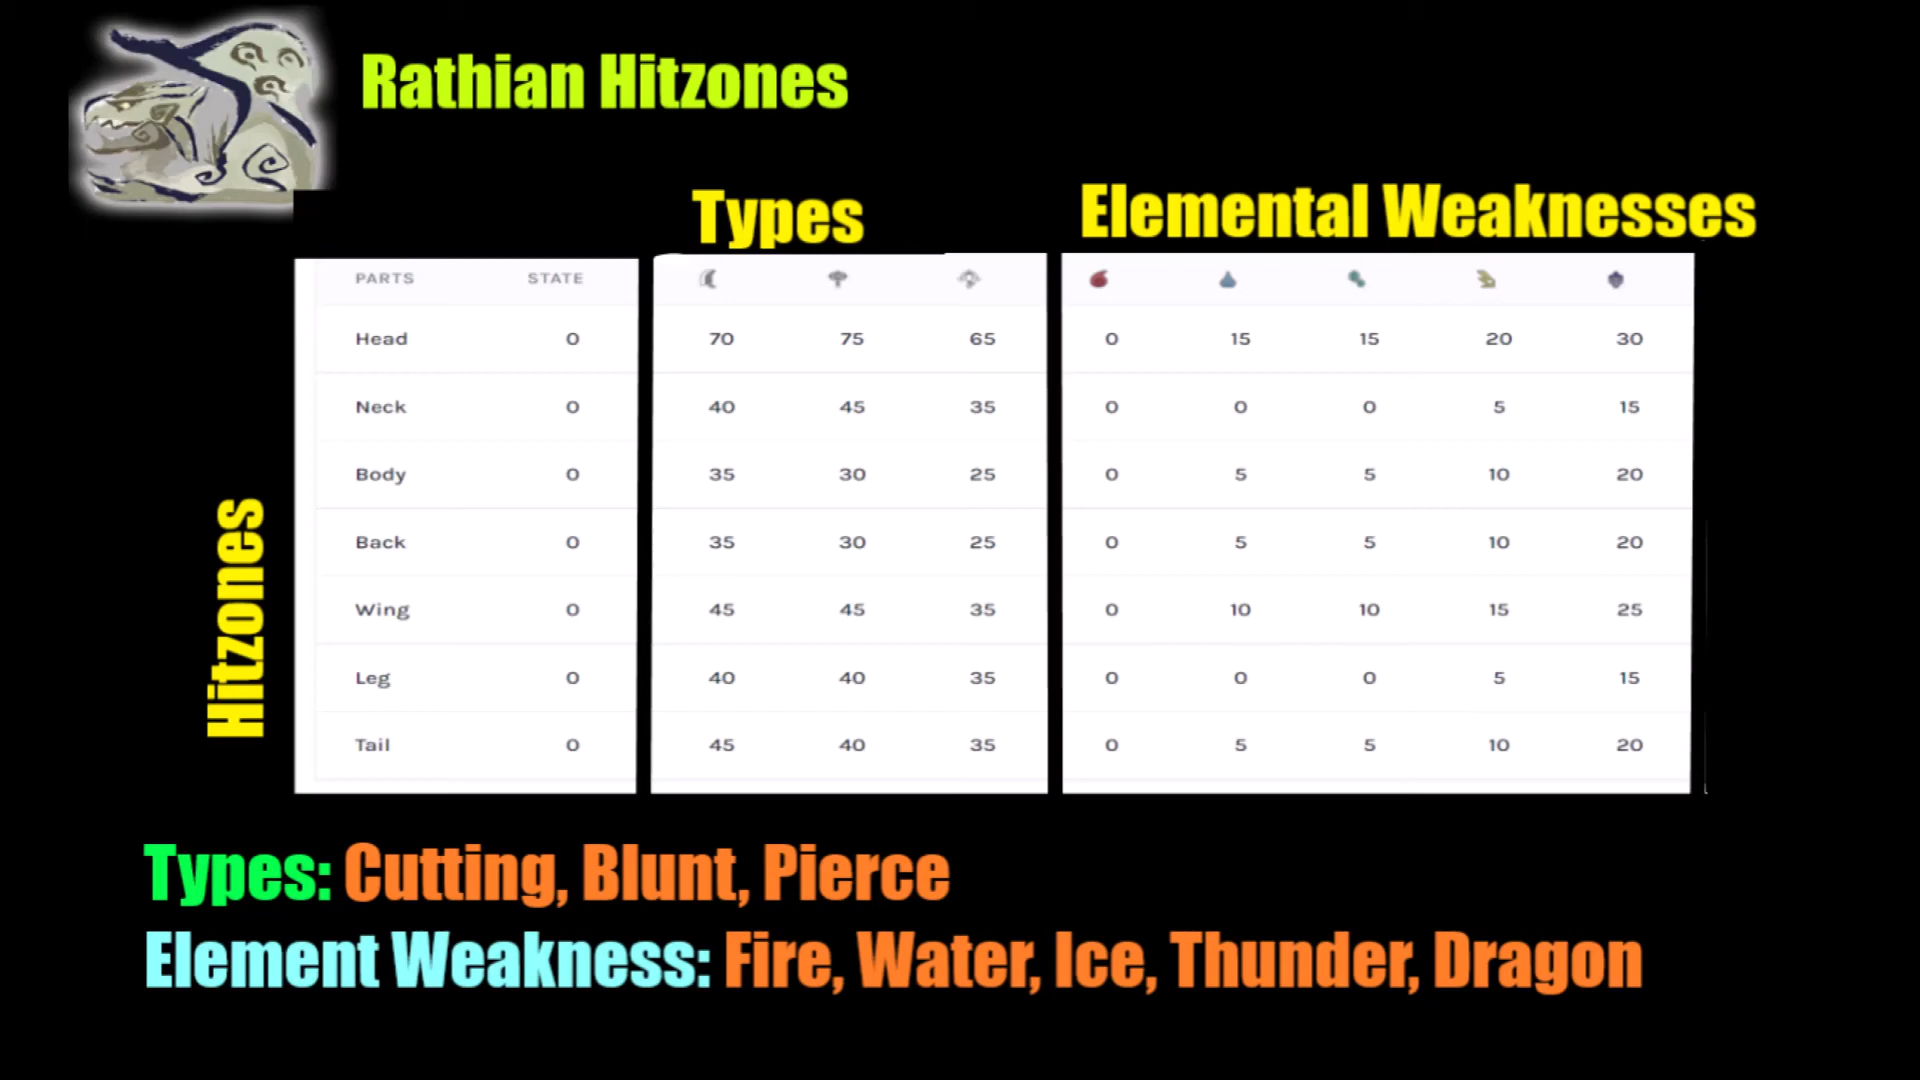 Rathian Hitzones
Types
Elemental Weaknesses
Hitzones
PARTS STATE
Head 0 70 75 65 0 15 15 20 30
Neck 0 40 45 35 0 0 0 5 15
Body 0 35 30 25 0 5 5 10 20
Back 0 35 30 25 0 5 5 10 20
Wing 0 45 45 35 0 10 10 15 25
Leg 0 40 40 35 0 0 0 5 15
Tail 0 45 40 35 0 5 5 10 20
Types: Cutting, Blunt, Pierce
Element Weakness: Fire, Water, Ice, Thunder, Dragon